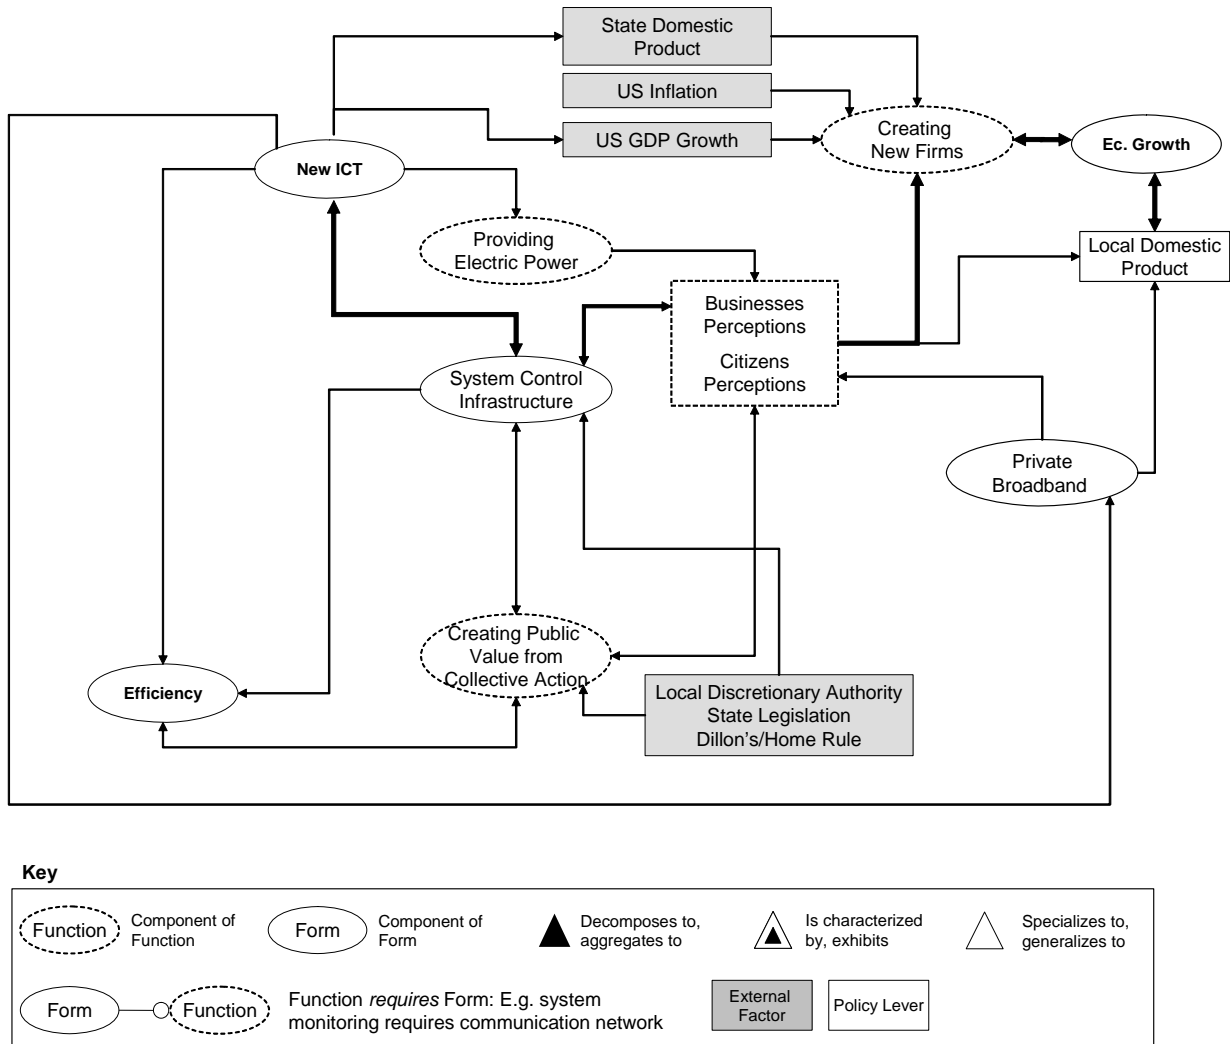 State Domestic
Product
US Inflation
US GDP Growth
Creating
New Firms
Ec. Growth
New ICT
Providing
Electric Power
Local Domestic
Product
Businesses
Perceptions
Citizens
Perceptions
System Control
Infrastructure
Private
Broadband
Creating Public
Value from
Collective Action
Efficiency
Local Discretionary Authority
State Legislation
Dillon's/Home Rule
Key
Function
Component of
Function
Form
Component of
Form
Decomposes to,
aggregates to
Is characterized
by, exhibits
Specializes to,
generalizes to
Form
Function
Function requires Form: E.g. system
monitoring requires communication network
External
Factor
Policy Lever